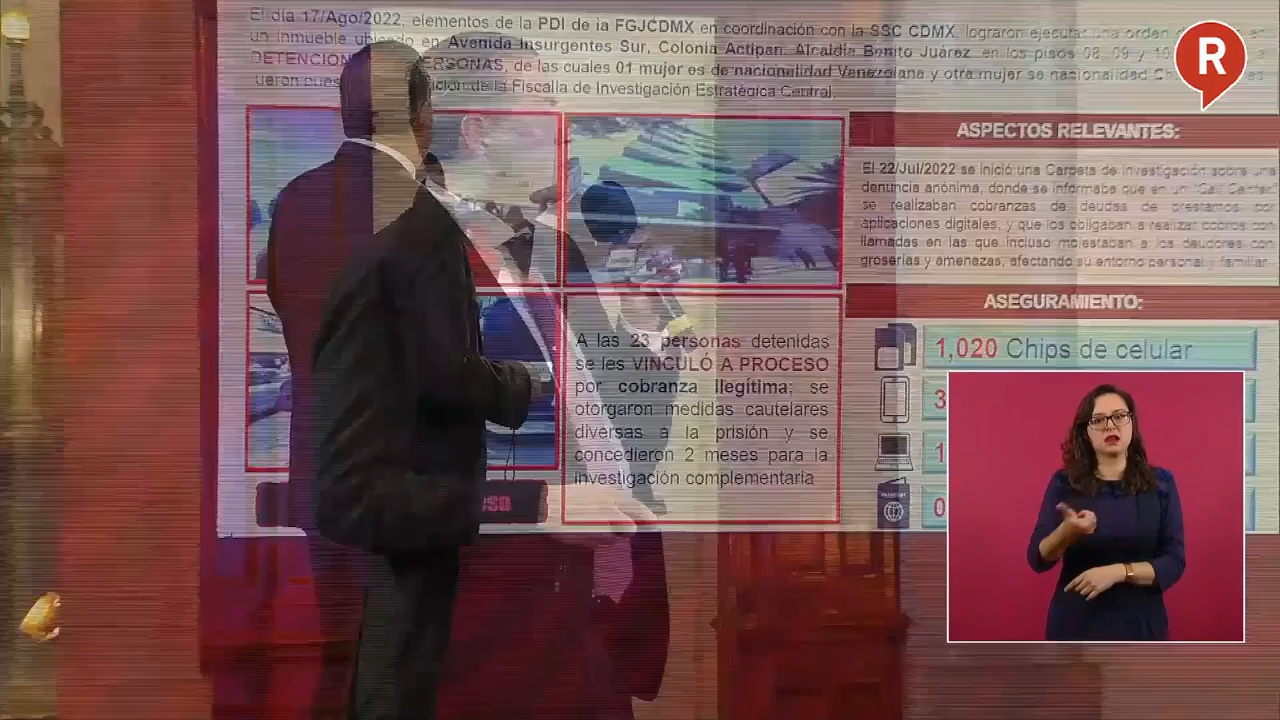 El día 17/Ago/2022, elementos de la PDI de la FGJCDMX en coordinación con la SSC CDMX, lograron ejecutar una orden
un inmueble ubicado en Avenida Insurgentes Sur, Colonia Actipan, Alcaldía Benito Juárez, en los pisos 08, 09 y 10
DETENCION PERSONAS, de las cuales 01 mujer es de nacionalidad Venezolana y otra mujer se nacionalidad
de la Fiscalía de Investigación Estratégica Central
R
ASPECTOS RELEVANTES:
El 22/Jul/2022 se inició una Carpeta de Investigación sobre una
denuncia anónima, donde se informaba que en un "Call Center"
se realizaban cobranzas de deudas de préstamos por
aplicaciones digitales, y que los obligaban a realizar cobros con
llamadas en las que incluso molestaban a los deudores con
groserías y amenazas, afectando su entorno personal y familiar
ASEGURAMIENTO:
1,020 Chips de celular
3
1
0
A las 23 personas detenidas
se les VINCULÓ A PROCESO
por cobranza ilegítima; se
otorgaron medidas cautelares
diversas a la prisión y se
concedieron 2 meses para la
investigación complementaria